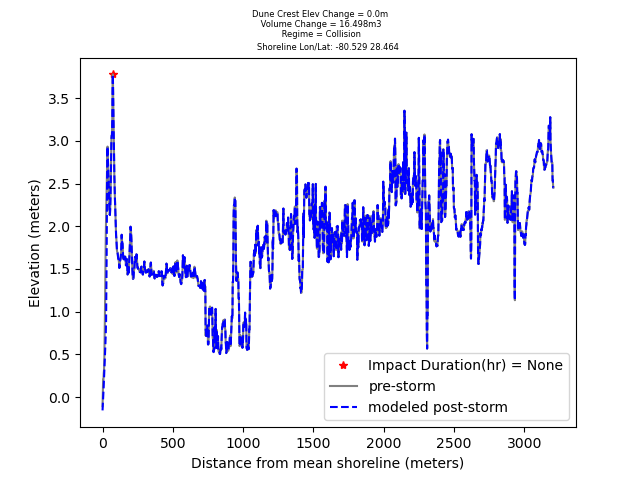 Dune Crest Elev Change = 0.0m
Volume Change = 16.498m3
Regime = Collision
Shoreline Lon/Lat: -80.529 28.464
3.5
3.0
2.5
2.0
1.5
1.0
0.5
0.0
Elevation (meters)
Impact Duration(hr) = None
pre-storm
modeled post-storm
0 500 1000 1500 2000 2500 3000
Distance from mean shoreline (meters)